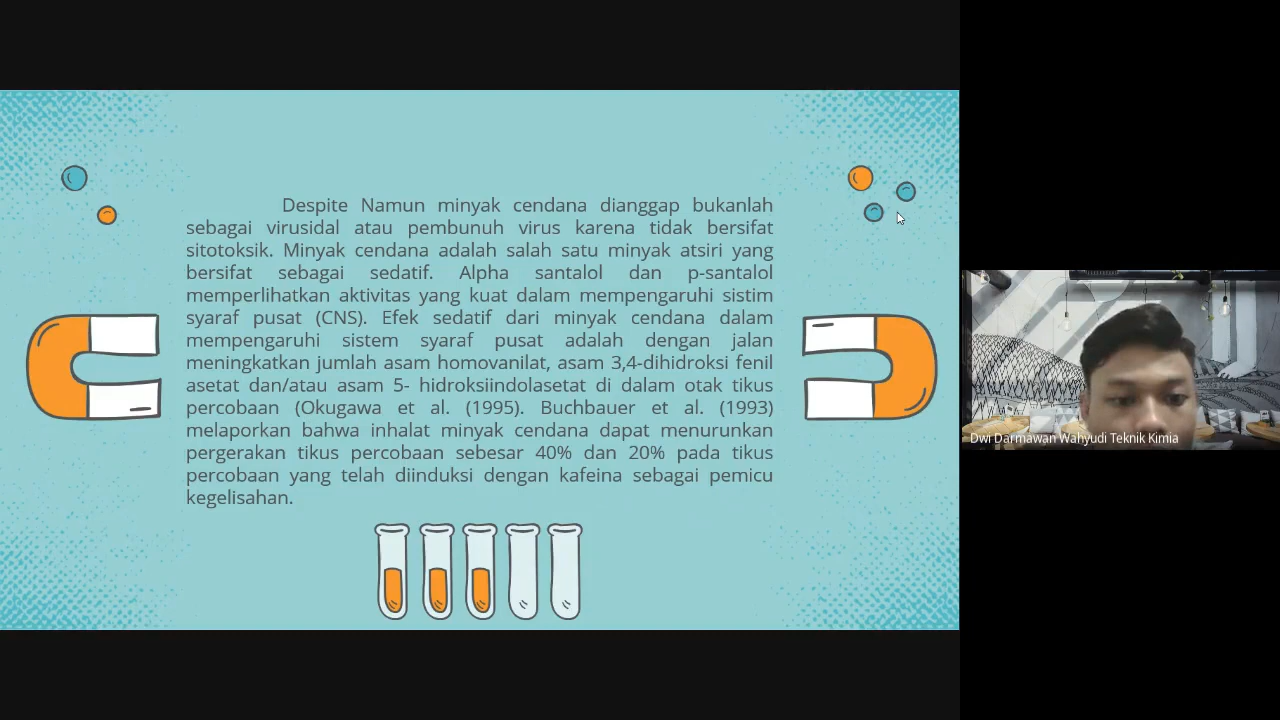 Despite Namun minyak cendana dianggap bukanlah
sebagai virusidal atau pembunuh virus karena tidak bersifat
sitotoksik. Minyak cendana adalah salah satu minyak atsiri yang
bersifat sebagai sedatif. Alpha santalol dan p-santalol
memperlihatkan aktivitas yang kuat dalam mempengaruhi sistim
syaraf pusat (CNS). Efek sedatif dari minyak cendana dalam
mempengaruhi sistem syaraf pusat adalah dengan jalan
meningkatkan jumlah asam homovanilat, asam 3,4-dihidroksi fenil
asetat dan/atau asam 5- hidroksiindolasetat di dalam otak tikus
percobaan (Okugawa et al. (1995). Buchbauer et al. (1993)
melaporkan bahwa inhalat minyak cendana dapat menurunkan
pergerakan tikus percobaan sebesar 40% dan 20% pada tikus
percobaan yang telah diinduksi dengan kafeina sebagai pemicu
kegelisahan.
Dwi Darmawan Wahyudi Teknik Kimia